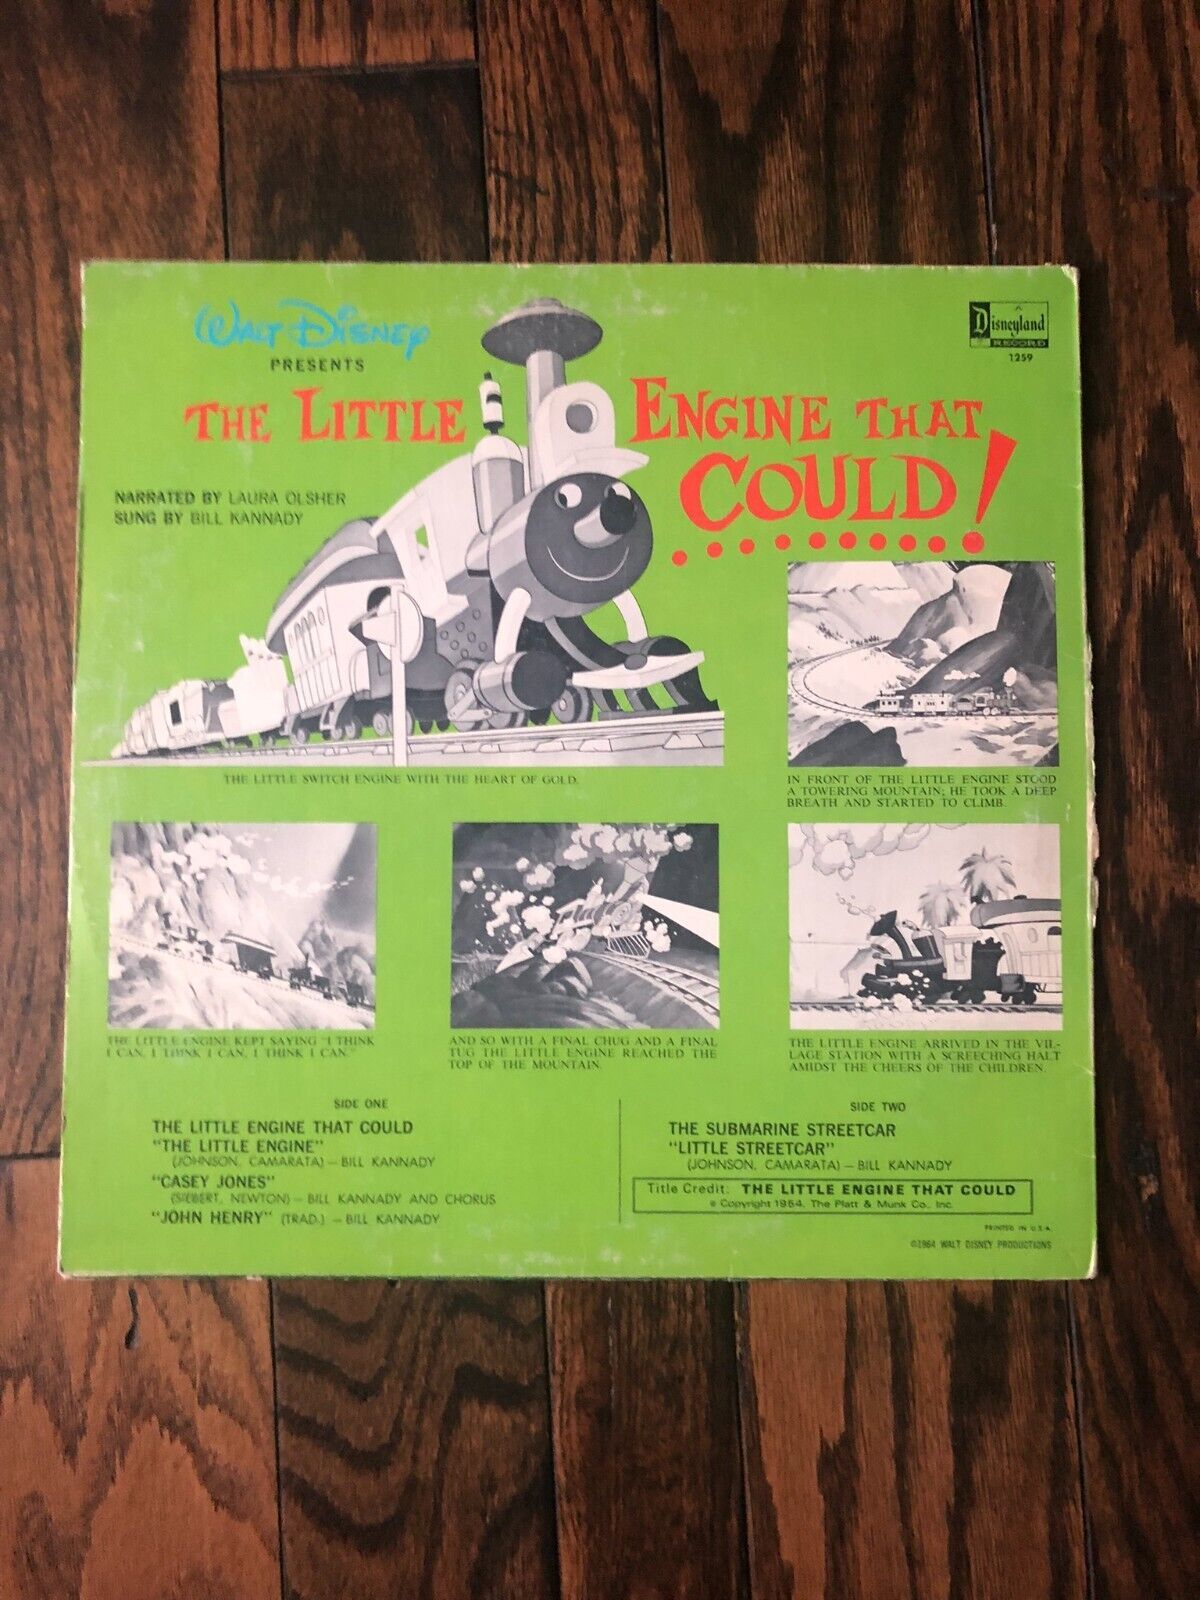 WALT DISNEY
PRESENTS
THE LITTLE ENGINE THAT
COULD!
Disneyland
RECORD
1259
NARRATED BY LAURA OLSHER
SUNG BY BILL KANNADY
THE LITTLE SWITCH ENGINE WITH THE HEART OF GOLD.
IN FRONT OF THE LITTLE ENGINE STOOD
A TOWERING MOUNTAIN; HE TOOK A DEEP
BREATH AND STARTED TO CLIMB.
THE LITTLE ENGINE KEPT SAYING "I THINK
I CAN, I THINK I CAN, I THINK I CAN."
AND SO WITH A FINAL CHUG AND A FINAL
TUG THE LITTLE ENGINE REACHED THE
TOP OF THE MOUNTAIN.
THE LITTLE ENGINE ARRIVED IN THE VIL-
LAGE STATION WITH A SCREECHING HALT
AMIDST THE CHEERS OF THE CHILDREN.
SIDE ONE
THE LITTLE ENGINE THAT COULD
"THE LITTLE ENGINE"
(JOHNSON, CAMARATA) — BILL KANNADY
"CASEY JONES"
(SIEBERT, NEWTON) — BILL KANNADY AND CHORUS
"JOHN HENRY" (TRAD.) — BILL KANNADY
SIDE TWO
THE SUBMARINE STREETCAR
"LITTLE STREETCAR"
(JOHNSON, CAMARATA) — BILL KANNADY
Title Credit: THE LITTLE ENGINE THAT COULD
© Copyright 1954, The Platt & Munk Co., Inc.
PRINTED IN U.S.A.
©1964 WALT DISNEY PRODUCTIONS